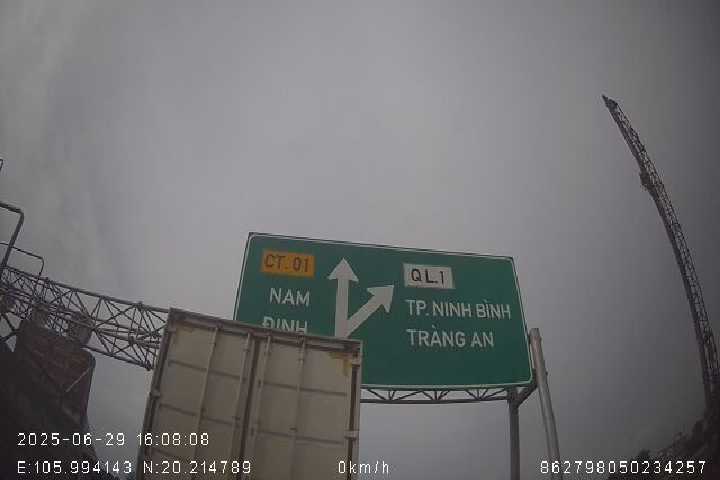 CT.01
NAM
ĐỊNH
QL.1
TP. NINH BÌNH
TRÀNG AN
2025-06-29 16:08:08
E:105.994143 N:20.214789 0km/h 862798050234257